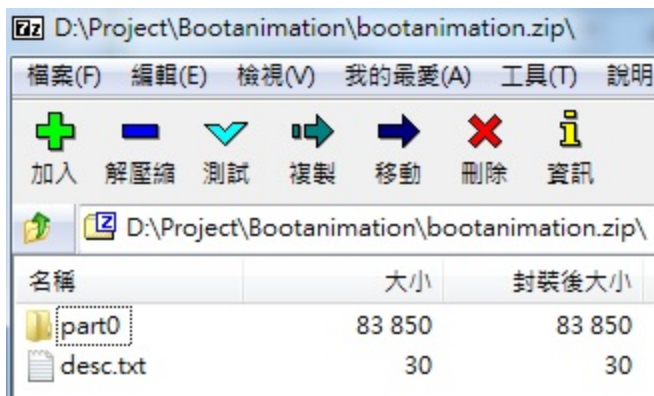 7z D:\Project\Bootanimation\bootanimation.zip\
檔案(F) 編輯(E) 檢視(V) 我的最愛(A) 工具(T) 說明
加入 解壓縮 測試 複製 移動 刪除 資訊
D:\Project\Bootanimation\bootanimation.zip\
名稱 大小 封裝後大小
part0 83 850 83 850
desc.txt 30 30